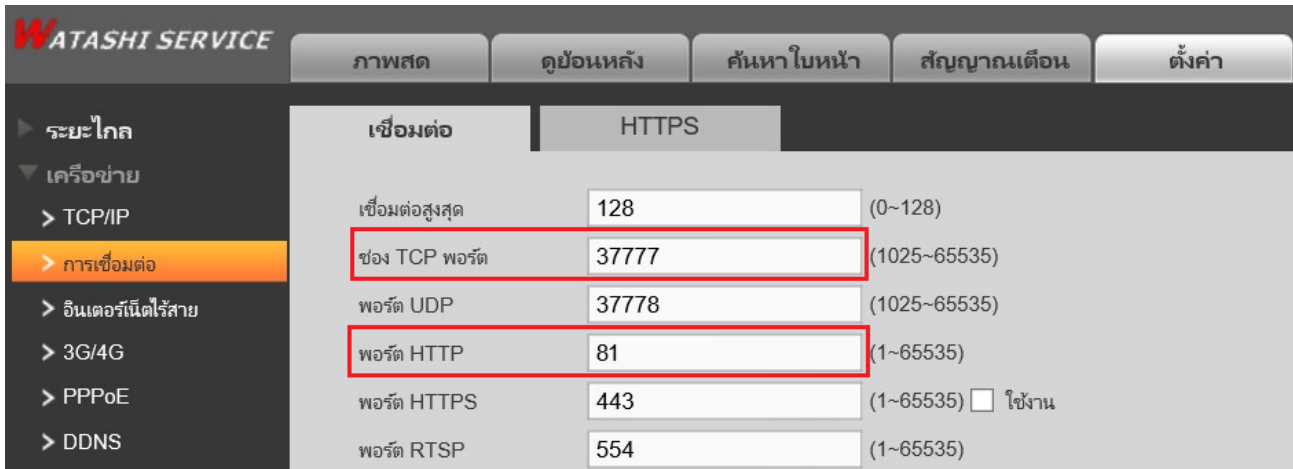 WATASHI SERVICE
ภาพสด ดูย้อนหลัง ค้นหาใบหน้า สัญญาณเตือน ตั้งค่า
ระยะไกล
เครือข่าย
> TCP/IP
> การเชื่อมต่อ
> อินเตอร์เน็ตไร้สาย
> 3G/4G
> PPPoE
> DDNS
เชื่อมต่อ HTTPS
เชื่อมต่อสูงสุด 128 (0~128)
ช่อง TCP พอร์ต 37777 (1025~65535)
พอร์ต UDP 37778 (1025~65535)
พอร์ต HTTP 81 (1~65535)
พอร์ต HTTPS 443 (1~65535) ใช้งาน
พอร์ต RTSP 554 (1~65535)